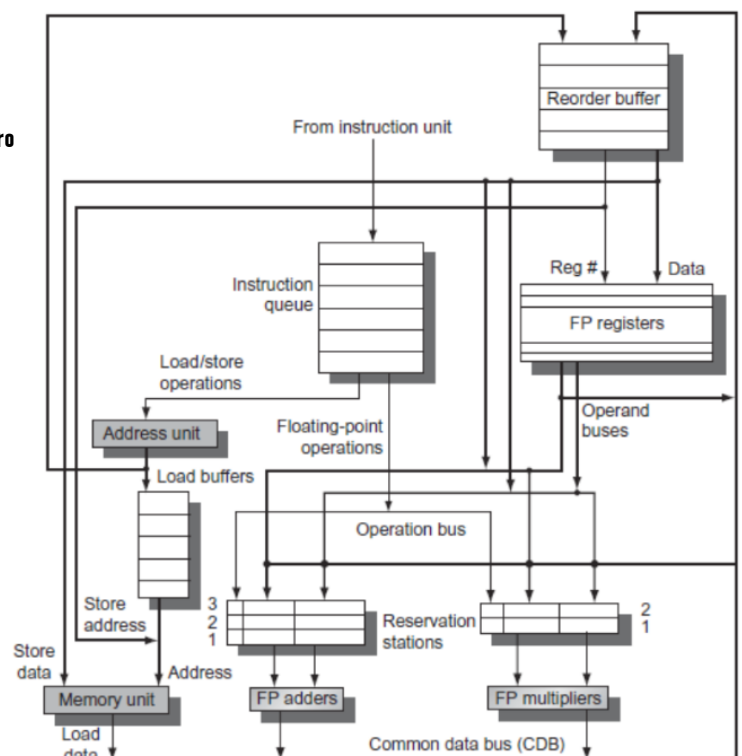 ro
Reorder buffer
From instruction unit
Reg #
Data
Instruction
queue
FP registers
Load/store
operations
Operand
buses
Address unit
Floating-point
operations
Load buffers
Operation bus
Store
address
3
2
1
Reservation
stations
2
1
Store
data
Address
Memory unit
FP adders
FP multipliers
Load
data
Common data bus (CDB)